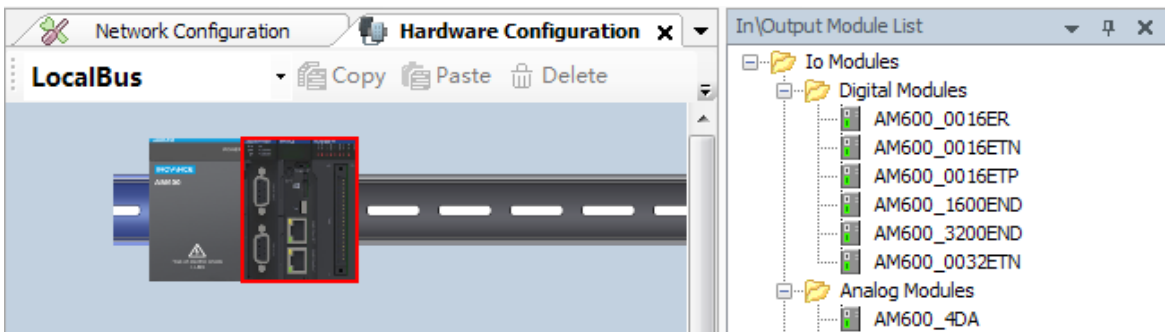 Network Configuration
Hardware Configuration
In\Output Module List
LocalBus
Copy
Paste
Delete
Io Modules
Digital Modules
AM600_0016ER
AM600_0016ETN
AM600_0016ETP
AM600_1600END
AM600_3200END
AM600_0032ETN
Analog Modules
AM600_4DA
INOVANCE